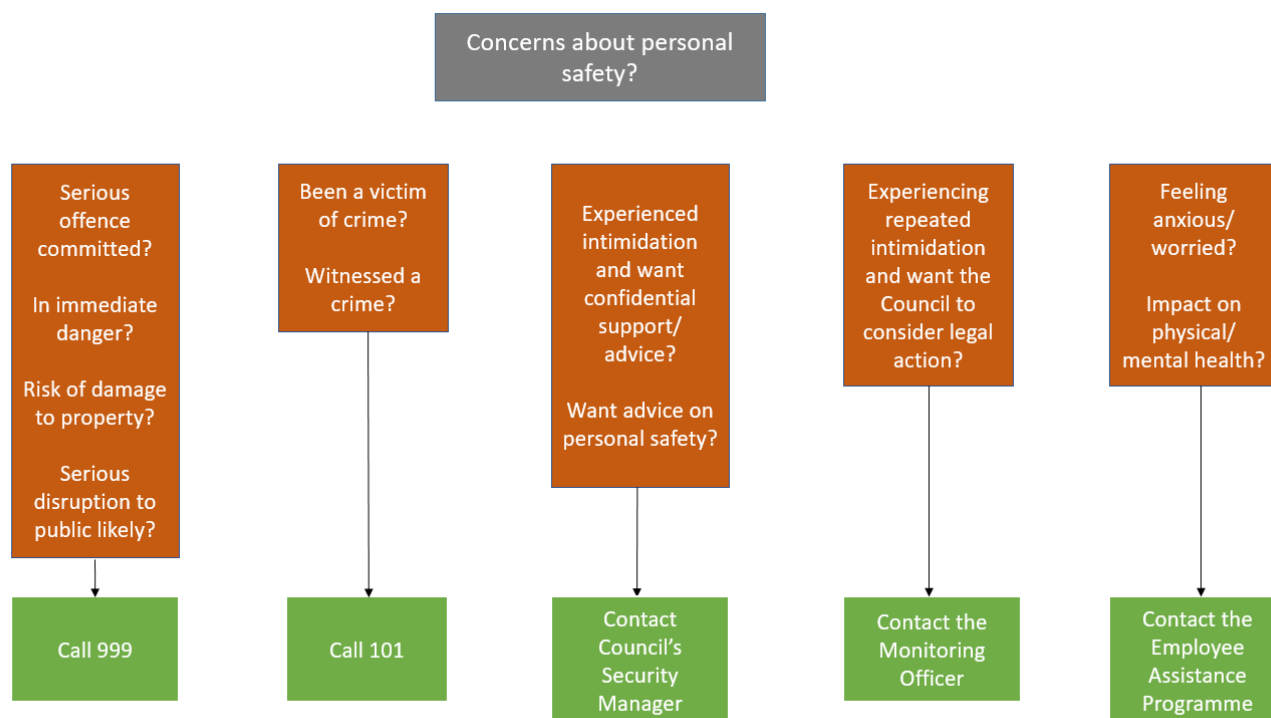 Concerns about personal
safety?
Serious
offence
committed?
In immediate
danger?
Risk of damage
to property?
Serious
disruption to
public likely?
Been a victim
of crime?
Witnessed a
crime?
Experienced
intimidation
and want
confidential
support/
advice?
Want advice on
personal safety?
Experiencing
repeated
intimidation
and want the
Council to
consider legal
action?
Feeling
anxious/
worried?
Impact on
physical/
mental health?
Call 999
Call 101
Contact
Council’s
Security
Manager
Contact the
Monitoring
Officer
Contact the
Employee
Assistance
Programme